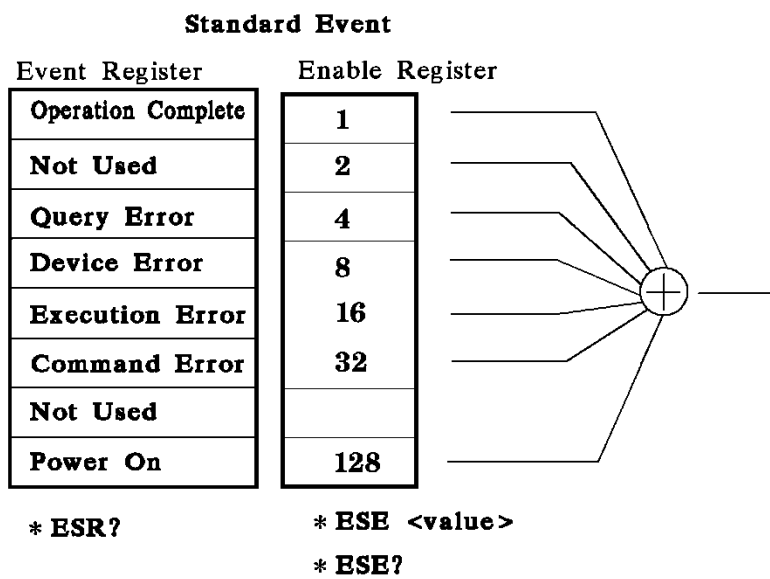 Standard Event
Event Register
Enable Register
Operation Complete
1
Not Used
2
Query Error
4
Device Error
8
Execution Error
16
Command Error
32
Not Used
Power On
128
* ESR?
* ESE <value>
* ESE?